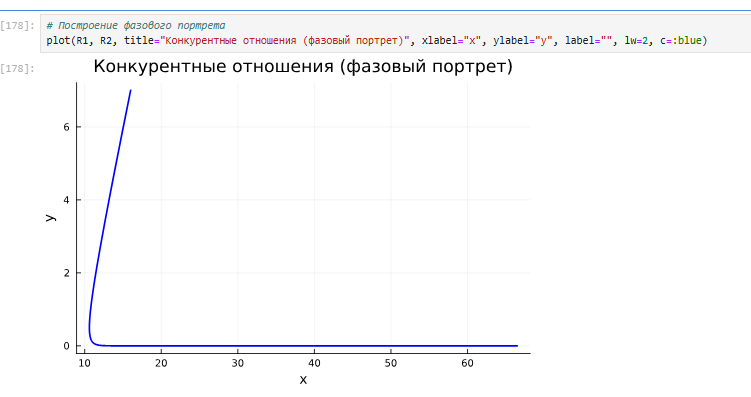 [178]: # Построение фазового портрета
plot(R1, R2, title="Конкурентные отношения (фазовый портрет)", xlabel="x", ylabel="y", label="", lw=2, c=:blue)
[178]:
Конкурентные отношения (фазовый портрет)
6
4
y
2
0
10 20 30 40 50 60
x